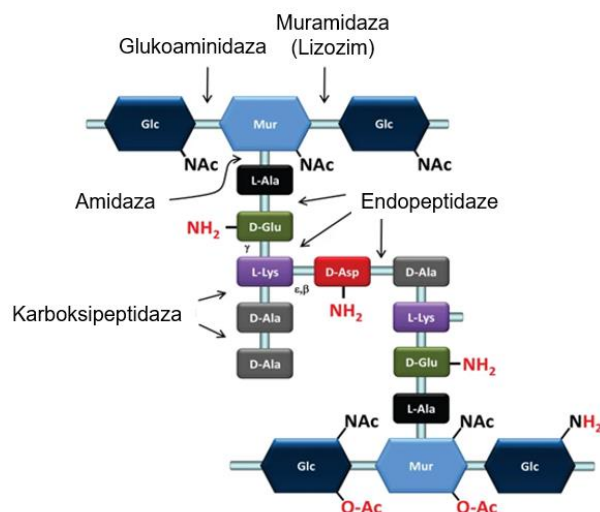 Muramidaza
(Lizozim)
Glukoaminidaza
Glc
Mur
Glc
NAc
NAc
NAc
L-Ala
Amidaza
Endopeptidaze
NH2
D-Glu
γ
L-Lys
D-Asp
D-Ala
ε,β
NH2
Karboksipeptidaza
D-Ala
L-Lys
D-Ala
D-Glu
NH2
L-Ala
NAc
NAc
NH2
Glc
Mur
Glc
O-Ac
O-Ac